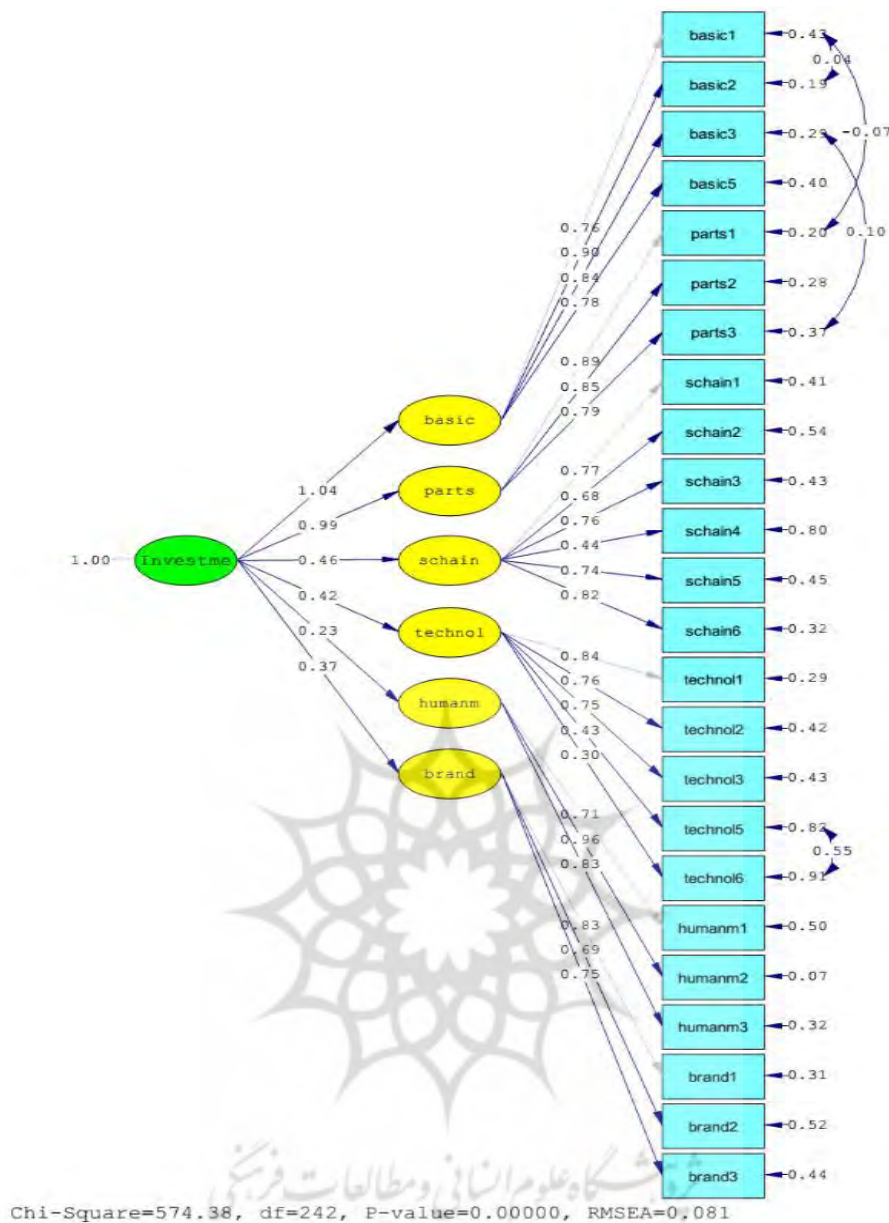 basic1
0.43
0.04
basic2
0.19
basic3
0.29
-0.07
basic5
0.40
0.76
parts1
0.20
0.10
0.90
0.84
parts2
0.28
0.78
parts3
0.37
0.89
schain1
0.41
0.85
0.79
basic
schain2
0.54
0.77
schain3
0.43
1.04
parts
0.68
0.99
0.76
schain4
0.80
1.00
Investme
0.46
schain
0.44
0.74
schain5
0.45
0.42
0.82
0.23
technol
schain6
0.32
0.37
0.84
technol1
0.29
0.76
humanm
0.75
technol2
0.42
0.43
0.30
brand
technol3
0.43
0.71
technol5
0.82
0.96
0.55
0.83
technol6
0.91
0.83
humanm1
0.50
0.69
0.75
humanm2
0.07
humanm3
0.32
brand1
0.31
brand2
0.52
brand3
0.44
پژوهشگاه علوم انسانی و مطالعات فرهنگی
Chi-Square=574.38, df=242, P-value=0.00000, RMSEA=0.081